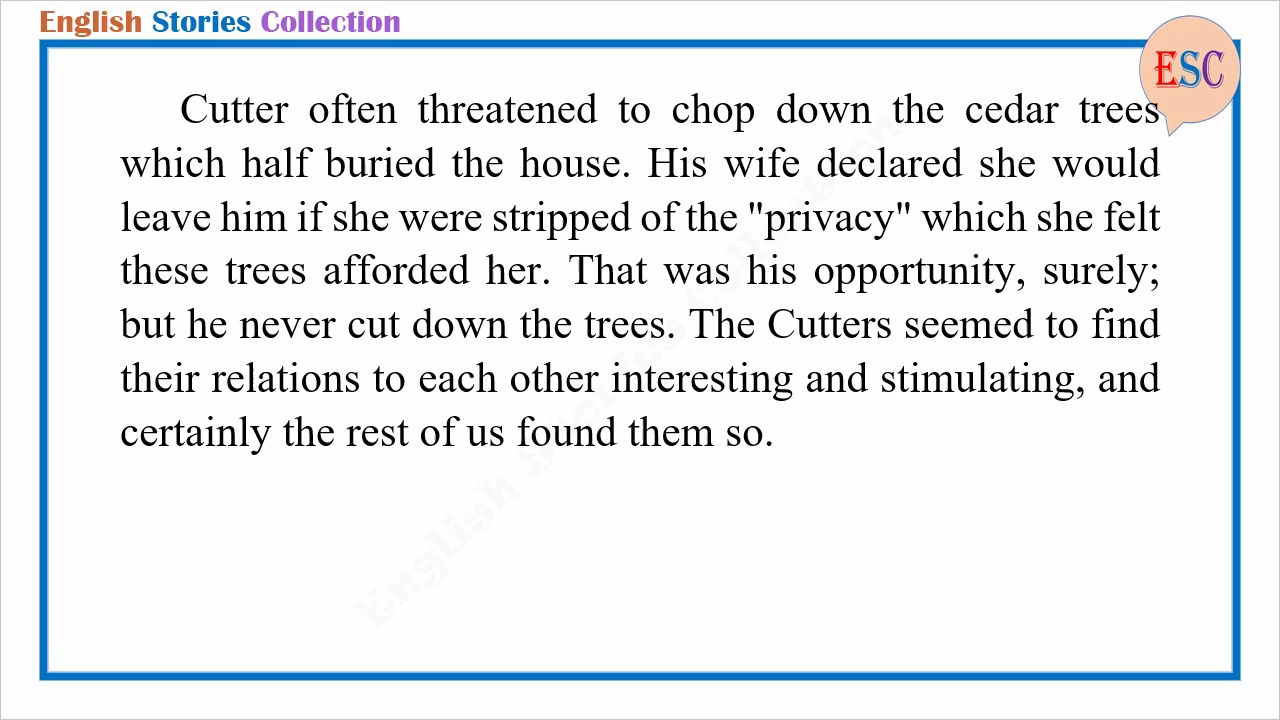 English Stories Collection
ESC
Cutter often threatened to chop down the cedar trees
which half buried the house. His wife declared she would
leave him if she were stripped of the "privacy" which she felt
these trees afforded her. That was his opportunity, surely;
but he never cut down the trees. The Cutters seemed to find
their relations to each other interesting and stimulating, and
certainly the rest of us found them so.
English Stories Collection